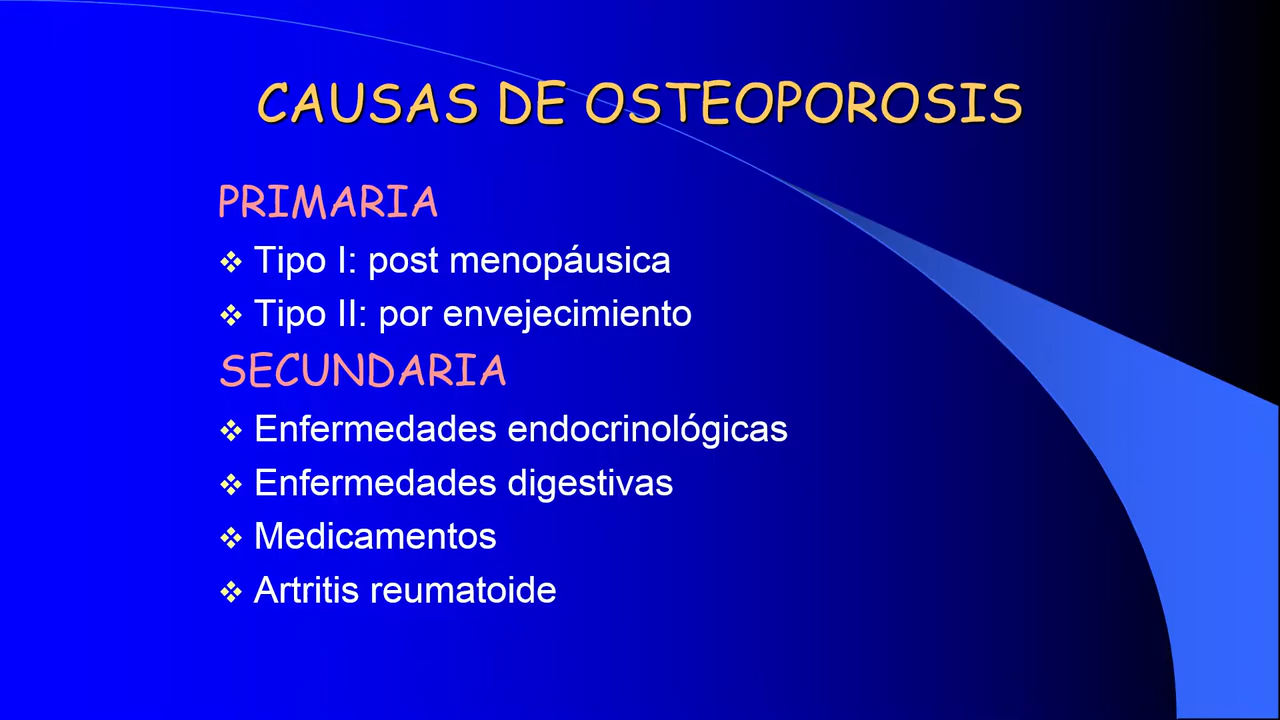 CAUSAS DE OSTEOPOROSIS
PRIMARIA
❖ Tipo I: post menopáusica
❖ Tipo II: por envejecimiento
SECUNDARIA
❖ Enfermedades endocrinológicas
❖ Enfermedades digestivas
❖ Medicamentos
❖ Artritis reumatoide